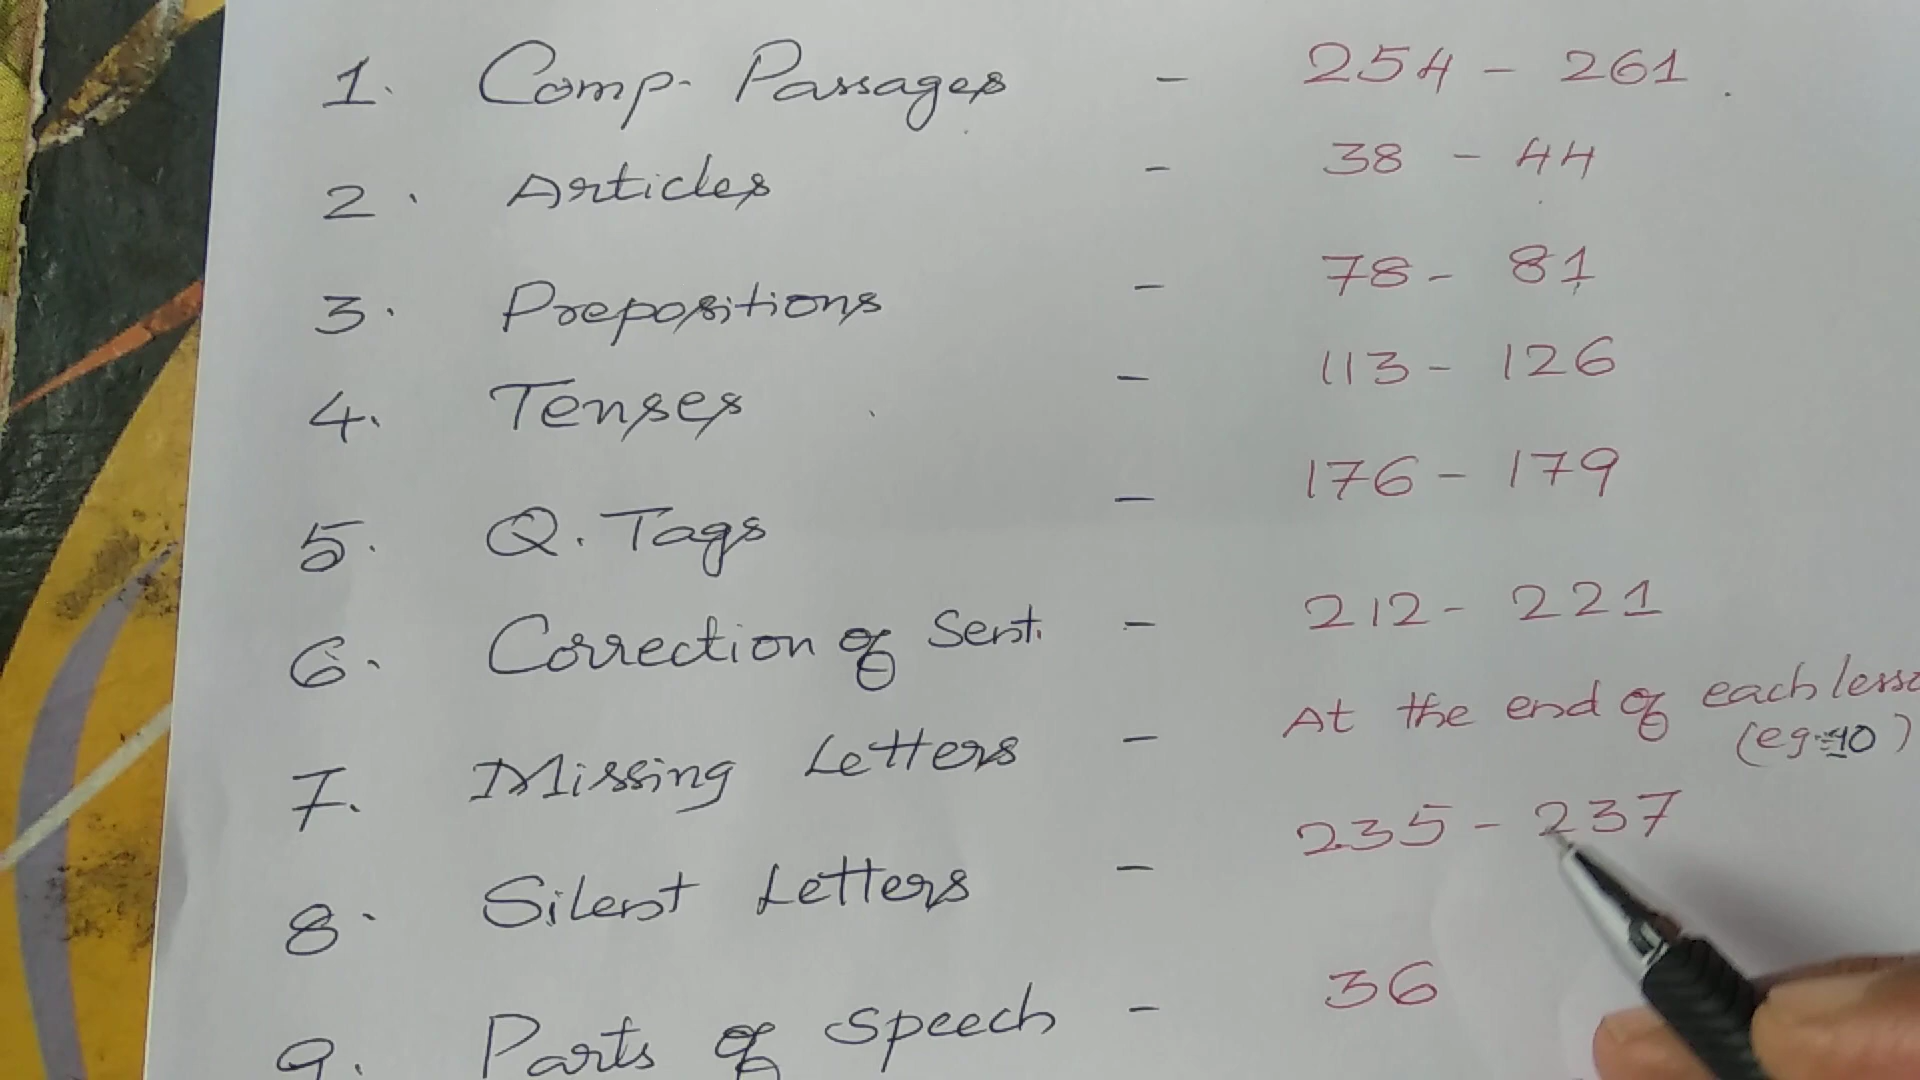 1. Comp. Passages - 254 - 261
2. Articles - 38 - 44
3. Prepositions - 78 - 81
4. Tenses - 113 - 126
5. Q. Tags - 176 - 179
6. Correction of Sent. - 212 - 221
7. Missing Letters - At the end of each
(eg: 10)
8. Silent Letters - 235 - 237
9. Parts of Speech - 36